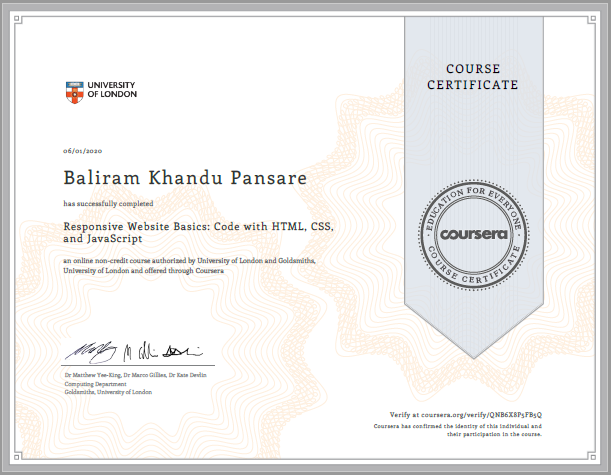 UNIVERSITY
OF LONDON
COURSE
CERTIFICATE
06/01/2020
Baliram Khandu Pansare
has successfully completed
Responsive Website Basics: Code with HTML, CSS,
and JavaScript
an online non-credit course authorized by University of London and Goldsmiths,
University of London and offered through Coursera
EDUCATION FOR EVERYONE
coursera
COURSE CERTIFICATE
Dr Matthew Yee-King, Dr Marco Gillies, Dr Kate Devlin
Computing Department
Goldsmiths, University of London
Verify at coursera.org/verify/QNB6X8P5FB5Q
Coursera has confirmed the identity of this individual and
their participation in the course.